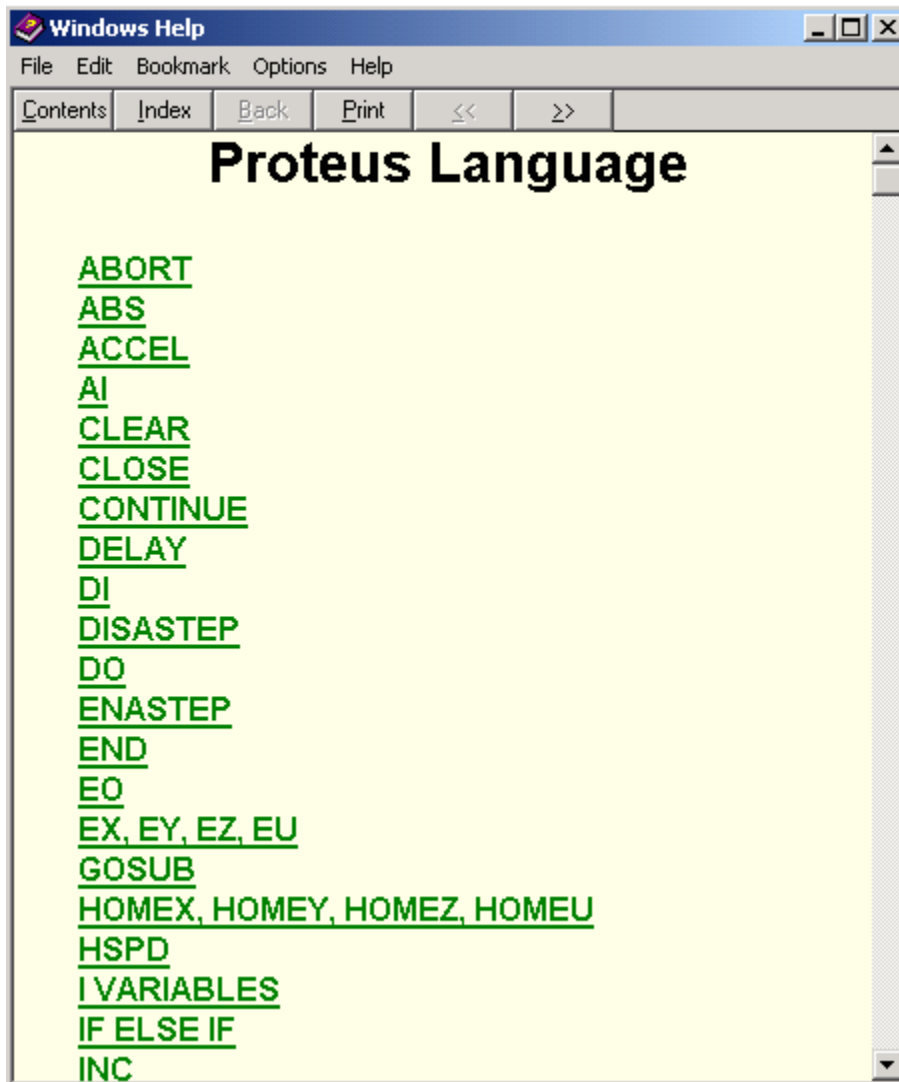 Windows Help
File Edit Bookmark Options Help
Contents Index Back Print << >>
Proteus Language
ABORT
ABS
ACCEL
AI
CLEAR
CLOSE
CONTINUE
DELAY
DI
DISASTEP
DO
ENASTEP
END
EO
EX, EY, EZ, EU
GOSUB
HOMEX, HOMEY, HOMEZ, HOMEU
HSPD
I VARIABLES
IF ELSE IF
INC